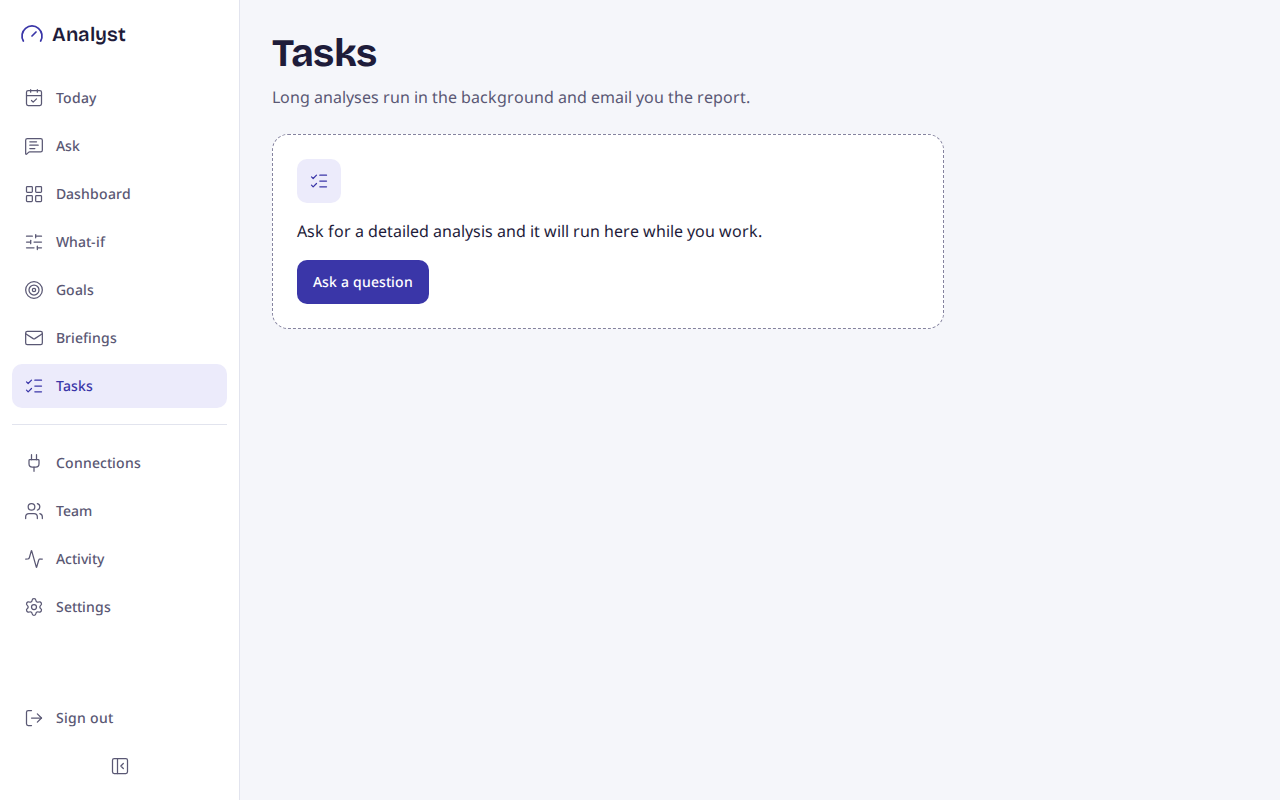 Analyst
Today
Ask
Dashboard
What-if
Goals
Briefings
Tasks
Connections
Team
Activity
Settings
Sign out
Tasks
Long analyses run in the background and email you the report.
Ask for a detailed analysis and it will run here while you work.
Ask a question